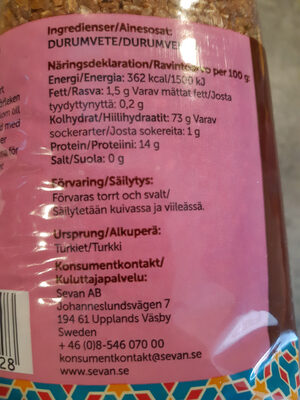 Ingredienser/Ainesosat:
DURUMVETE/DURUMVE
Näringsdeklaration/Ravinto per 100 g:
Energi/Energia: 362 kcal/1500 kJ
Fett/Rasva: 1,5 g Varav mättat fett/Josta
tyydyttynyttä: 0,2 g
Kolhydrat/Hiilihydraatit: 73 g Varav
sockerarter/Josta sokereita: 1 g
Protein/Proteiini: 14 g
Salt/Suola: 0 g
Förvaring/Säilytys:
Förvaras torrt och svalt/
Säilytetään kuivassa ja viileässä.
Ursprung/Alkuperä:
Turkiet/Turkki
Konsumentkontakt/
Kuluttajapalvelu:
Sevan AB
Johanneslundsvägen 7
194 61 Upplands Väsby
Sweden
+ 46 (0)8-546 070 00
konsumentkontakt@sevan.se
www.sevan.se
28